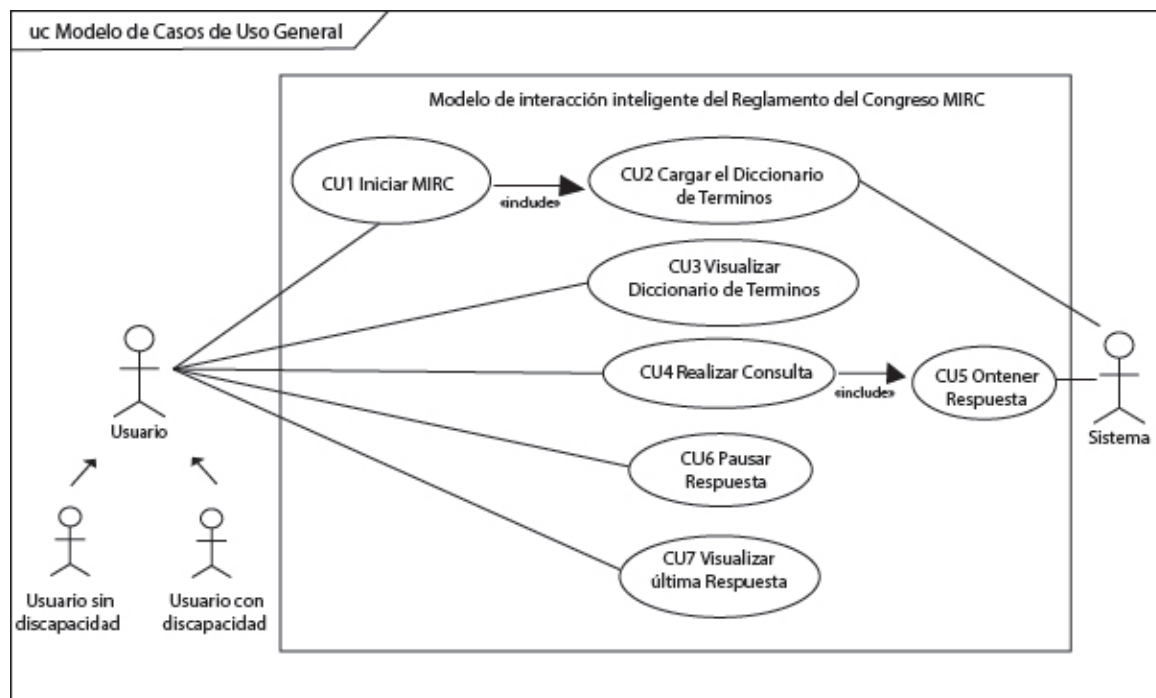 uc Modelo de Casos de Uso General
Modelo de interacción inteligente del Reglamento del Congreso MIRC
CU1 Iniciar MIRC
«include»
CU2 Cargar el Diccionario
de Terminos
CU3 Visualizar
Diccionario de Terminos
CU4 Realizar Consulta
«include»
CU5 Ontener
Respuesta
CU6 Pausar
Respuesta
CU7 Visualizar
última Respuesta
Usuario
Sistema
Usuario sin
discapacidad
Usuario con
discapacidad